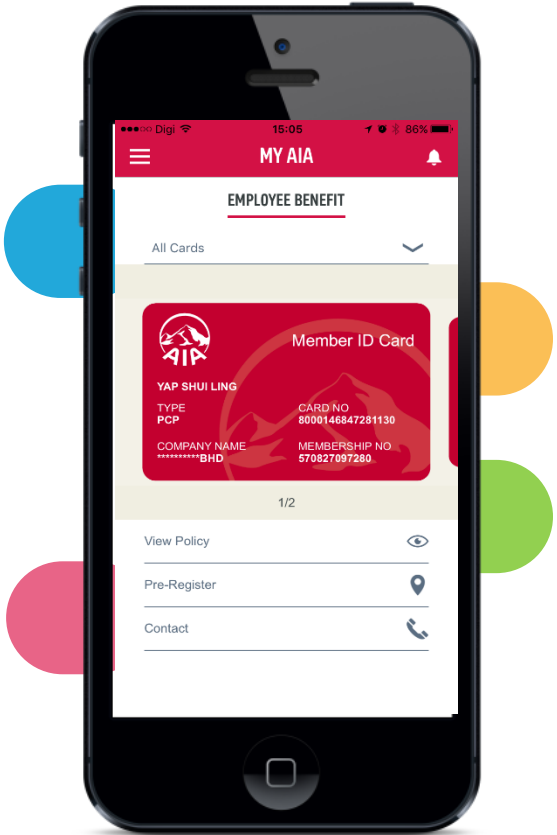 Digi 15:05 86%
MY AIA
EMPLOYEE BENEFIT
All Cards
AIA
Member ID Card
YAP SHUI LING
TYPE CARD NO
PCP 8000146847281130
COMPANY NAME MEMBERSHIP NO
**********BHD 570827097280
1/2
View Policy
Pre-Register
Contact